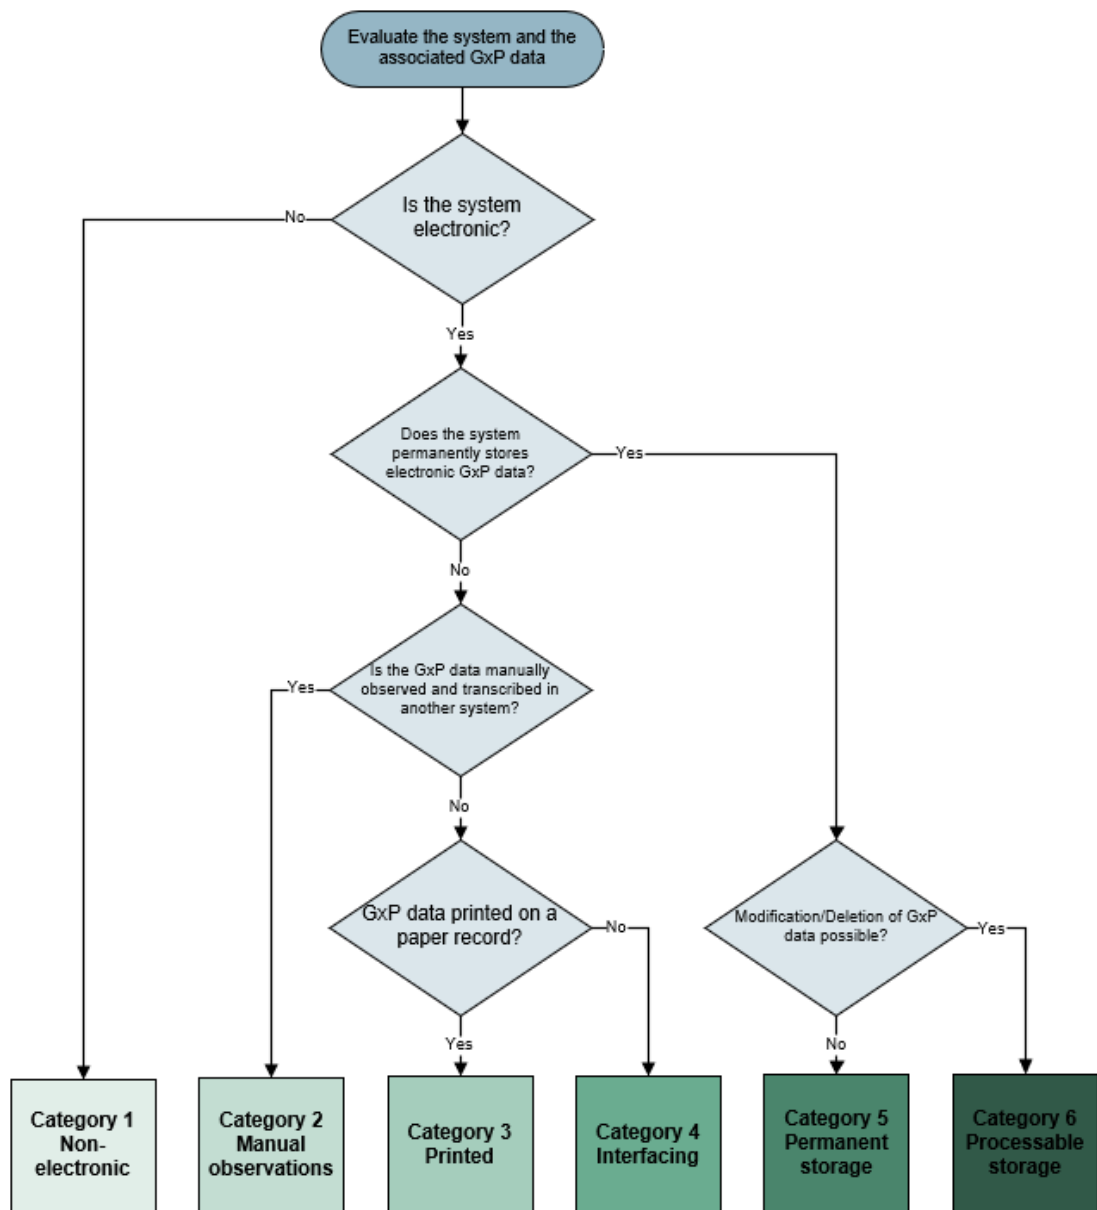 Evaluate the system and the
associated GxP data
Is the system
electronic?
No
Yes
Does the system
permanently stores
electronic GxP data?
Yes
No
Is the GxP data manually
observed and transcribed in
another system?
Yes
No
GxP data printed on a
paper record?
No
Yes
Modification/Deletion of GxP
data possible?
Yes
No
Category 1
Non-
electronic
Category 2
Manual
observations
Category 3
Printed
Category 4
Interfacing
Category 5
Permanent
storage
Category 6
Processable
storage